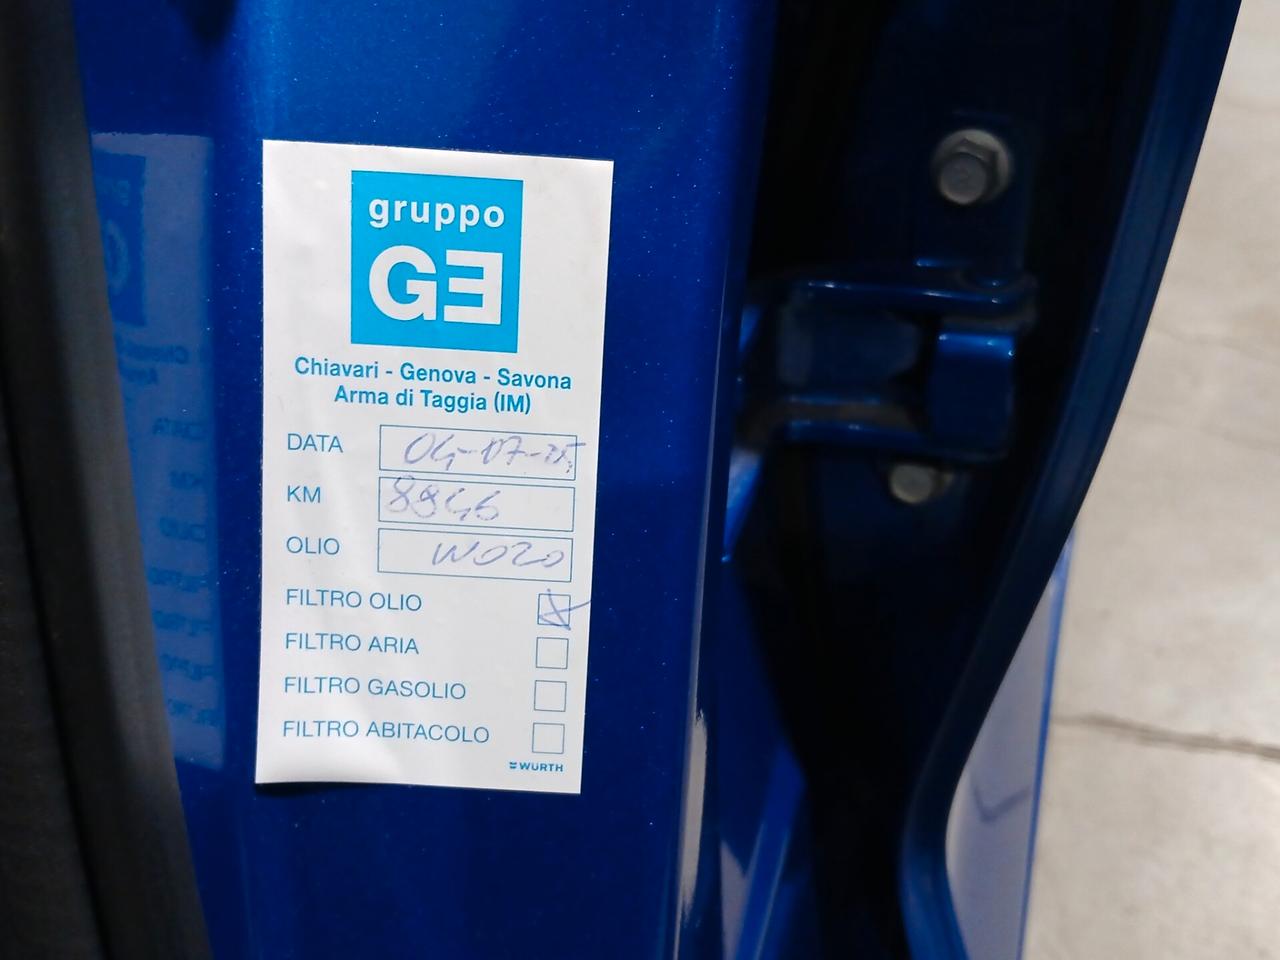 gruppo
GE
Chiavari - Genova - Savona
Arma di Taggia (IM)
DATA 04-07-25
KM 8846
OLIO W020
FILTRO OLIO X
FILTRO ARIA
FILTRO GASOLIO
FILTRO ABITACOLO
WÜRTH